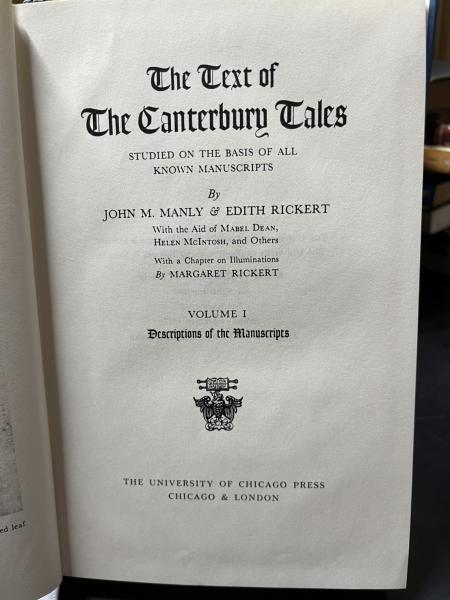 The Text of
The Canterbury Tales
STUDIED ON THE BASIS OF ALL
KNOWN MANUSCRIPTS
By
JOHN M. MANLY & EDITH RICKERT
With the Aid of MABEL DEAN,
HELEN MCINTOSH, and Others
With a Chapter on Illuminations
By MARGARET RICKERT
VOLUME I
Descriptions of the Manuscripts
THE UNIVERSITY OF CHICAGO PRESS
CHICAGO & LONDON
leaf